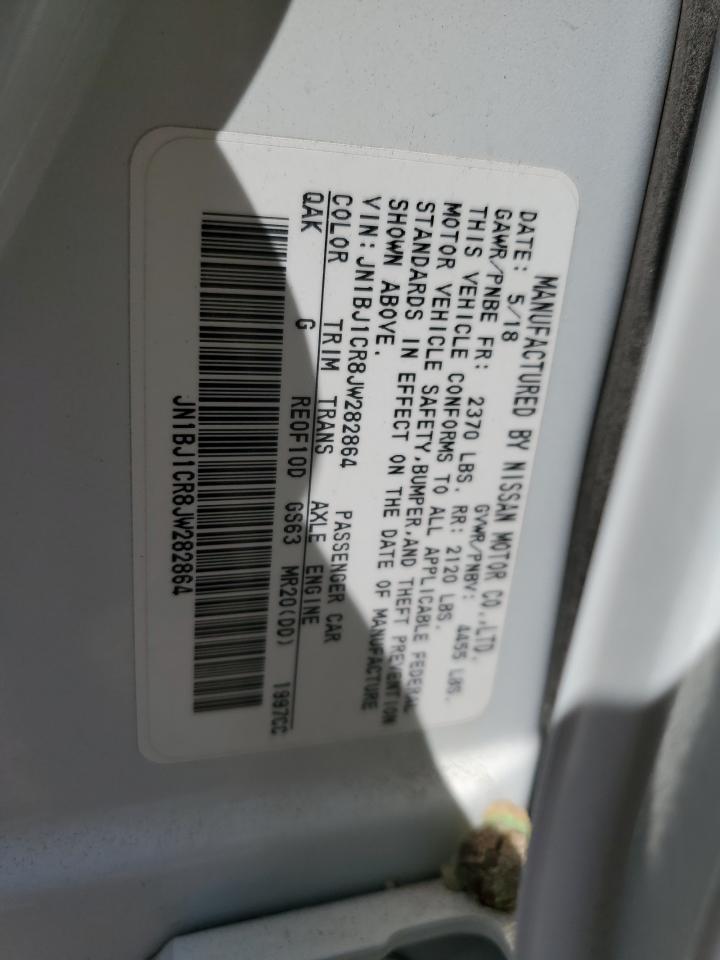 MANUFACTURED BY NISSAN MOTOR CO.,LTD.
DATE: 5/18 GVWR/PNBV: 4455 LBS.
GAWR/PNBE FR: 2370 LBS. RR: 2120 LBS.
THIS VEHICLE CONFORMS TO ALL APPLICABLE FEDERAL
MOTOR VEHICLE SAFETY,BUMPER,AND THEFT PREVENTION
STANDARDS IN EFFECT ON THE DATE OF MANUFACTURE
SHOWN ABOVE.
VIN:JN1BJ1CR8JW282864 PASSENGER CAR
COLOR TRIM TRANS AXLE ENGINE
QAK G RE0F10D GS63 MR20(DD) 1997CC
JN1BJ1CR8JW282864